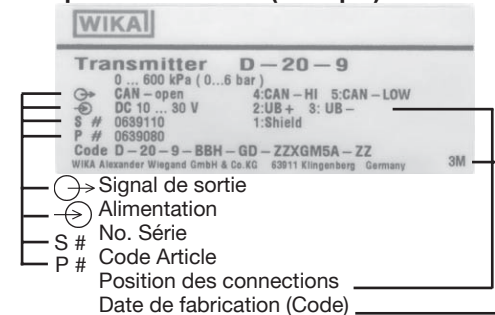 WIKA
Transmitter D-20-9
0 ... 600 kPa (0...6 bar)
CAN-open 4:CAN-HI 5:CAN-LOW
DC 10 ... 30 V 2:UB+ 3: UB-
S # 0639110 1:Shield
P # 0639080
Code D-20-9-BBH-GD-ZZXGM5A-ZZ
WIKA Alexander Wiegand GmbH & Co.KG 63911 Klingenberg Germany 3M
Signal de sortie
Alimentation
S # No. Série
P # Code Article
Position des connections
Date de fabrication (Code)